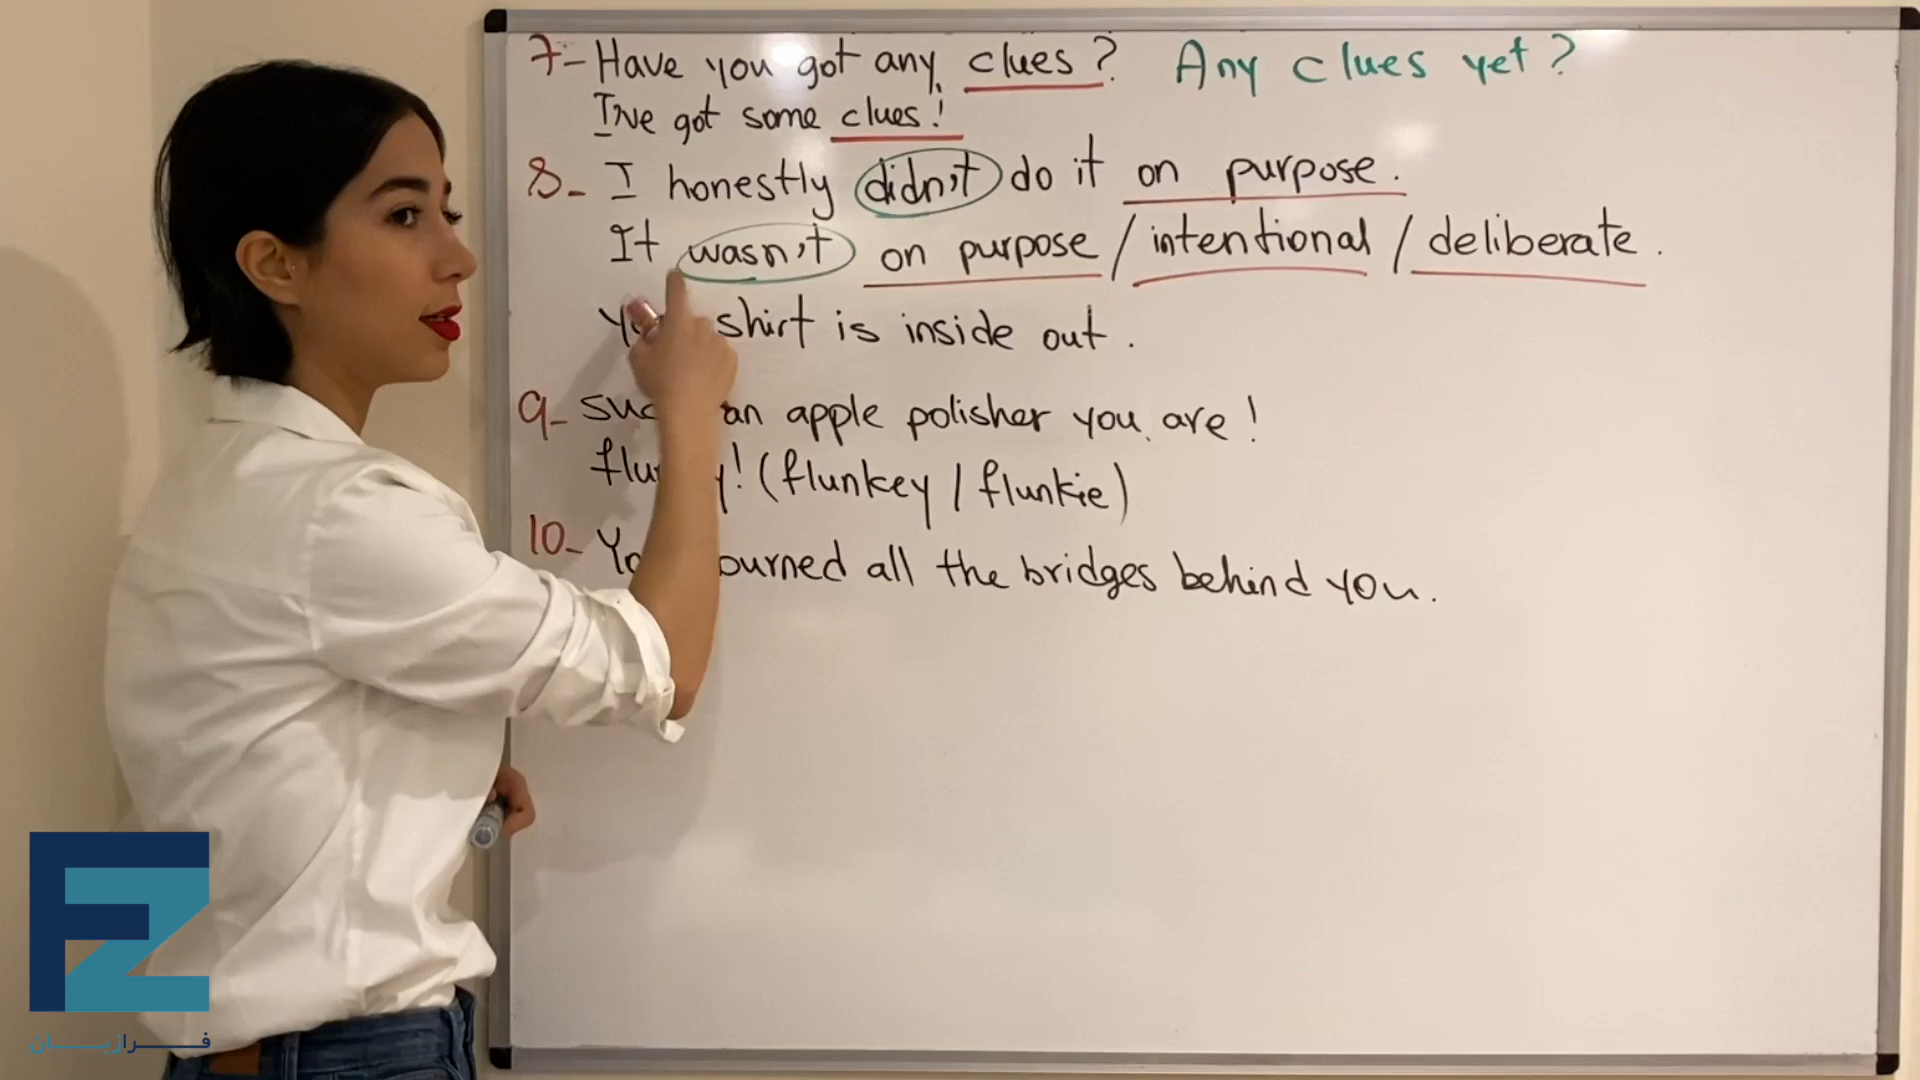 7- Have you got any clues? Any clues yet?
I've got some clues!
8- I honestly didn't do it on purpose.
It wasn't on purpose / intentional / deliberate.
shirt is inside out.
9- an apple polisher you are!
(flunkey / flunkie)
10- burned all the bridges behind you.
FZ
فرازبان